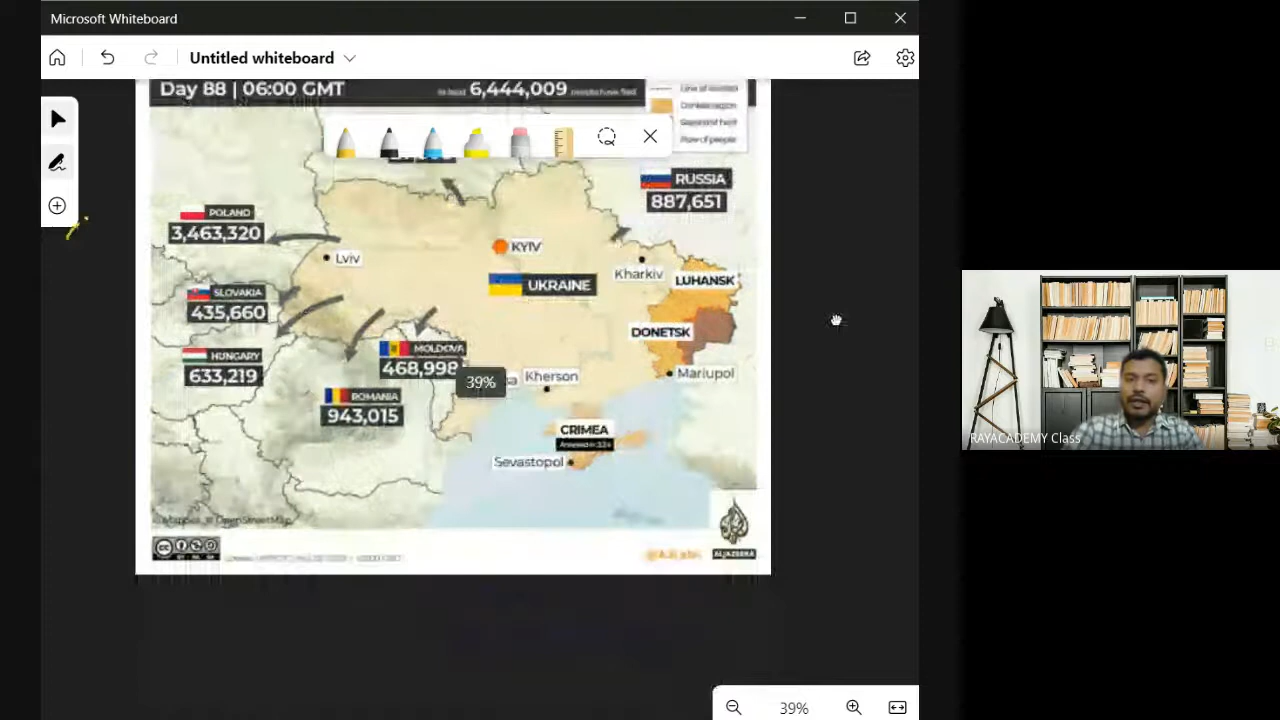 Microsoft Whiteboard
Untitled whiteboard
Day 88 | 06:00 GMT
6,444,009
RUSSIA
887,651
POLAND
3,463,320
KYIV
Lviv
Kharkiv
LUHANSK
UKRAINE
SLOVAKIA
435,660
DONETSK
MOLDOVA
468,998
HUNGARY
633,219
39%
Kherson
Mariupol
ROMANIA
943,015
CRIMEA
Sevastopol
RAYACADEMY Class
ALJAZEERA
39%